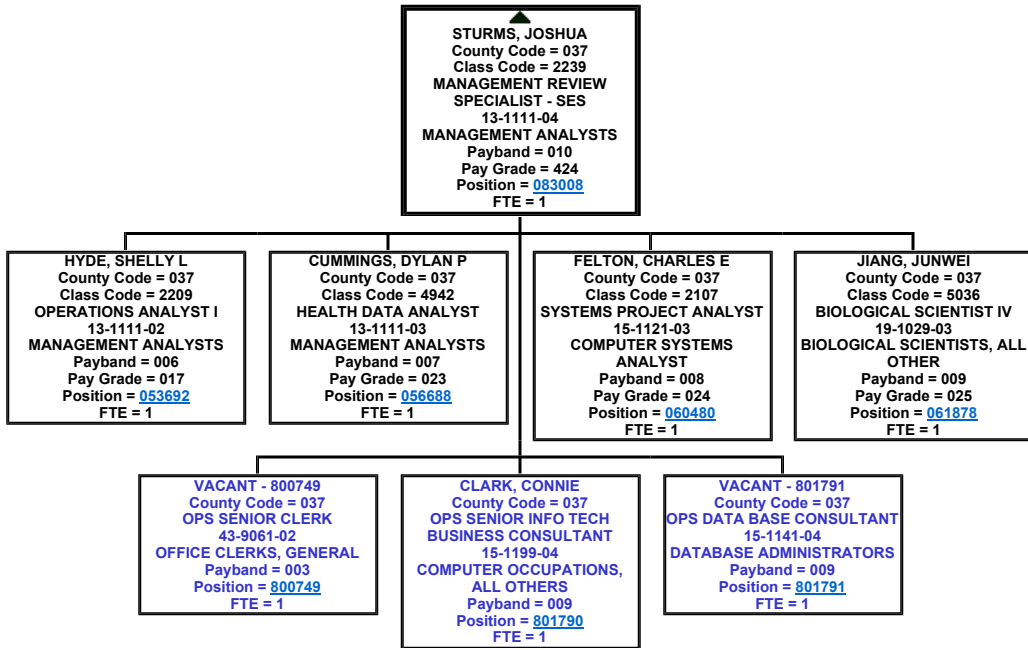 STURMS, JOSHUA
County Code = 037
Class Code = 2239
MANAGEMENT REVIEW
SPECIALIST - SES
13-1111-04
MANAGEMENT ANALYSTS
Payband = 010
Pay Grade = 424
Position = 083008
FTE = 1
HYDE, SHELLY L
County Code = 037
Class Code = 2209
OPERATIONS ANALYST I
13-1111-02
MANAGEMENT ANALYSTS
Payband = 006
Pay Grade = 017
Position = 053692
FTE = 1
CUMMINGS, DYLAN P
County Code = 037
Class Code = 4942
HEALTH DATA ANALYST
13-1111-03
MANAGEMENT ANALYSTS
Payband = 007
Pay Grade = 023
Position = 056688
FTE = 1
FELTON, CHARLES E
County Code = 037
Class Code = 2107
SYSTEMS PROJECT ANALYST
15-1121-03
COMPUTER SYSTEMS
ANALYST
Payband = 008
Pay Grade = 024
Position = 060480
FTE = 1
JIANG, JUNWEI
County Code = 037
Class Code = 5036
BIOLOGICAL SCIENTIST IV
19-1029-03
BIOLOGICAL SCIENTISTS, ALL
OTHER
Payband = 009
Pay Grade = 025
Position = 061878
FTE = 1
VACANT - 800749
County Code = 037
OPS SENIOR CLERK
43-9061-02
OFFICE CLERKS, GENERAL
Payband = 003
Position = 800749
FTE = 1
CLARK, CONNIE
County Code = 037
OPS SENIOR INFO TECH
BUSINESS CONSULTANT
15-1199-04
COMPUTER OCCUPATIONS,
ALL OTHERS
Payband = 009
Position = 801790
FTE = 1
VACANT - 801791
County Code = 037
OPS DATA BASE CONSULTANT
15-1141-04
DATABASE ADMINISTRATORS
Payband = 009
Position = 801791
FTE = 1